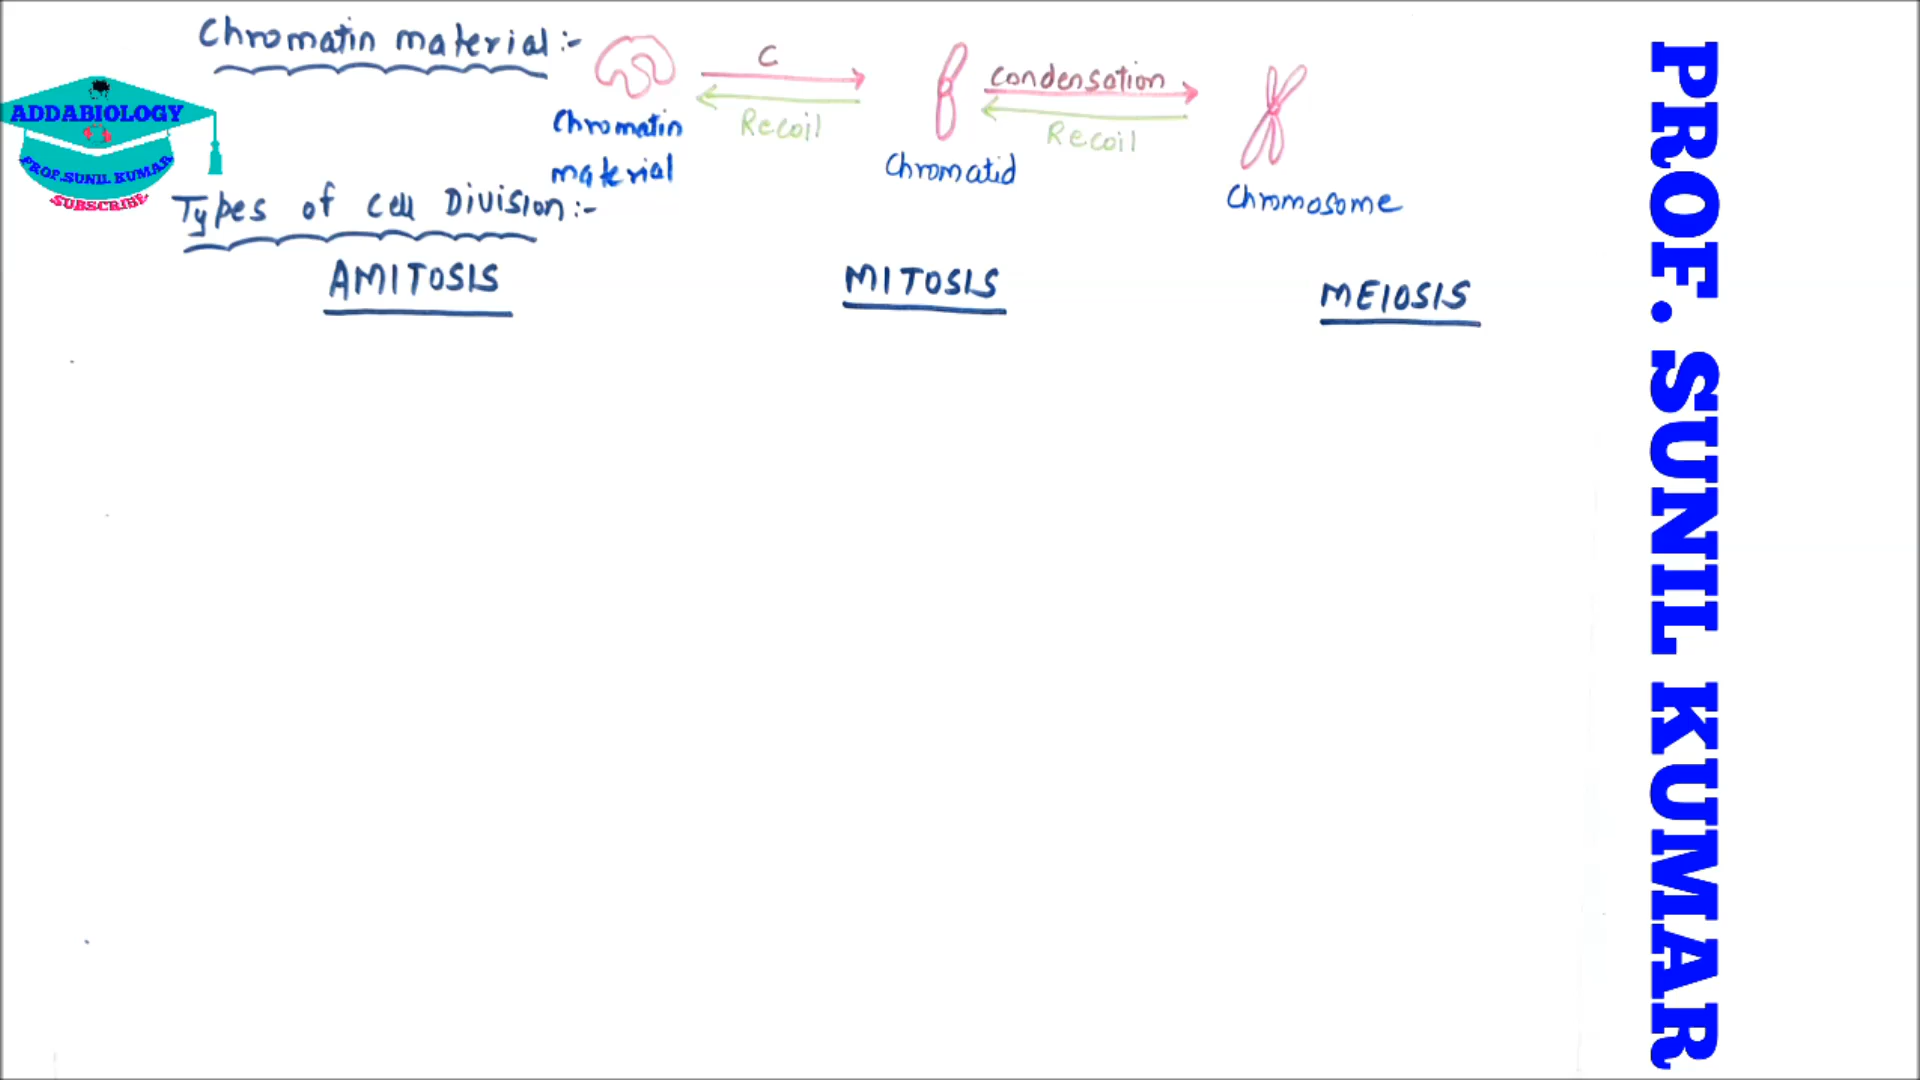 Chromatin material:-
C
Recoil
condensation
Recoil
Chromatin
material
Chromatid
Chromosome
ADDABIOLOGY
PROF.SUNIL KUMAR
SUBSCRIBE
Types of cell Division:-
AMITOSIS
MITOSIS
MEIOSIS
PROF. SUNIL KUMAR